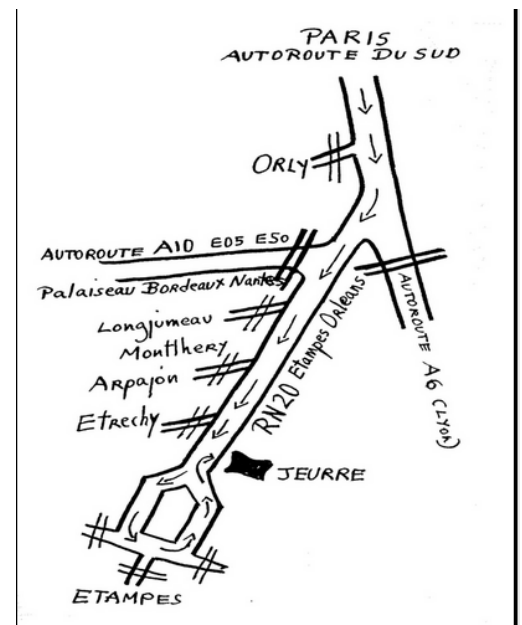 PARIS
AUTOROUTE DU SUD
ORLY
AUTOROUTE A10 E05 E50
Palaiseau Bordeaux Nantes
Longjumeau
Montlhery
Arpajon
Etrechy
RN20 Etampes Orleans
AUTOROUTE A6 (LYON)
JEURRE
ETAMPES